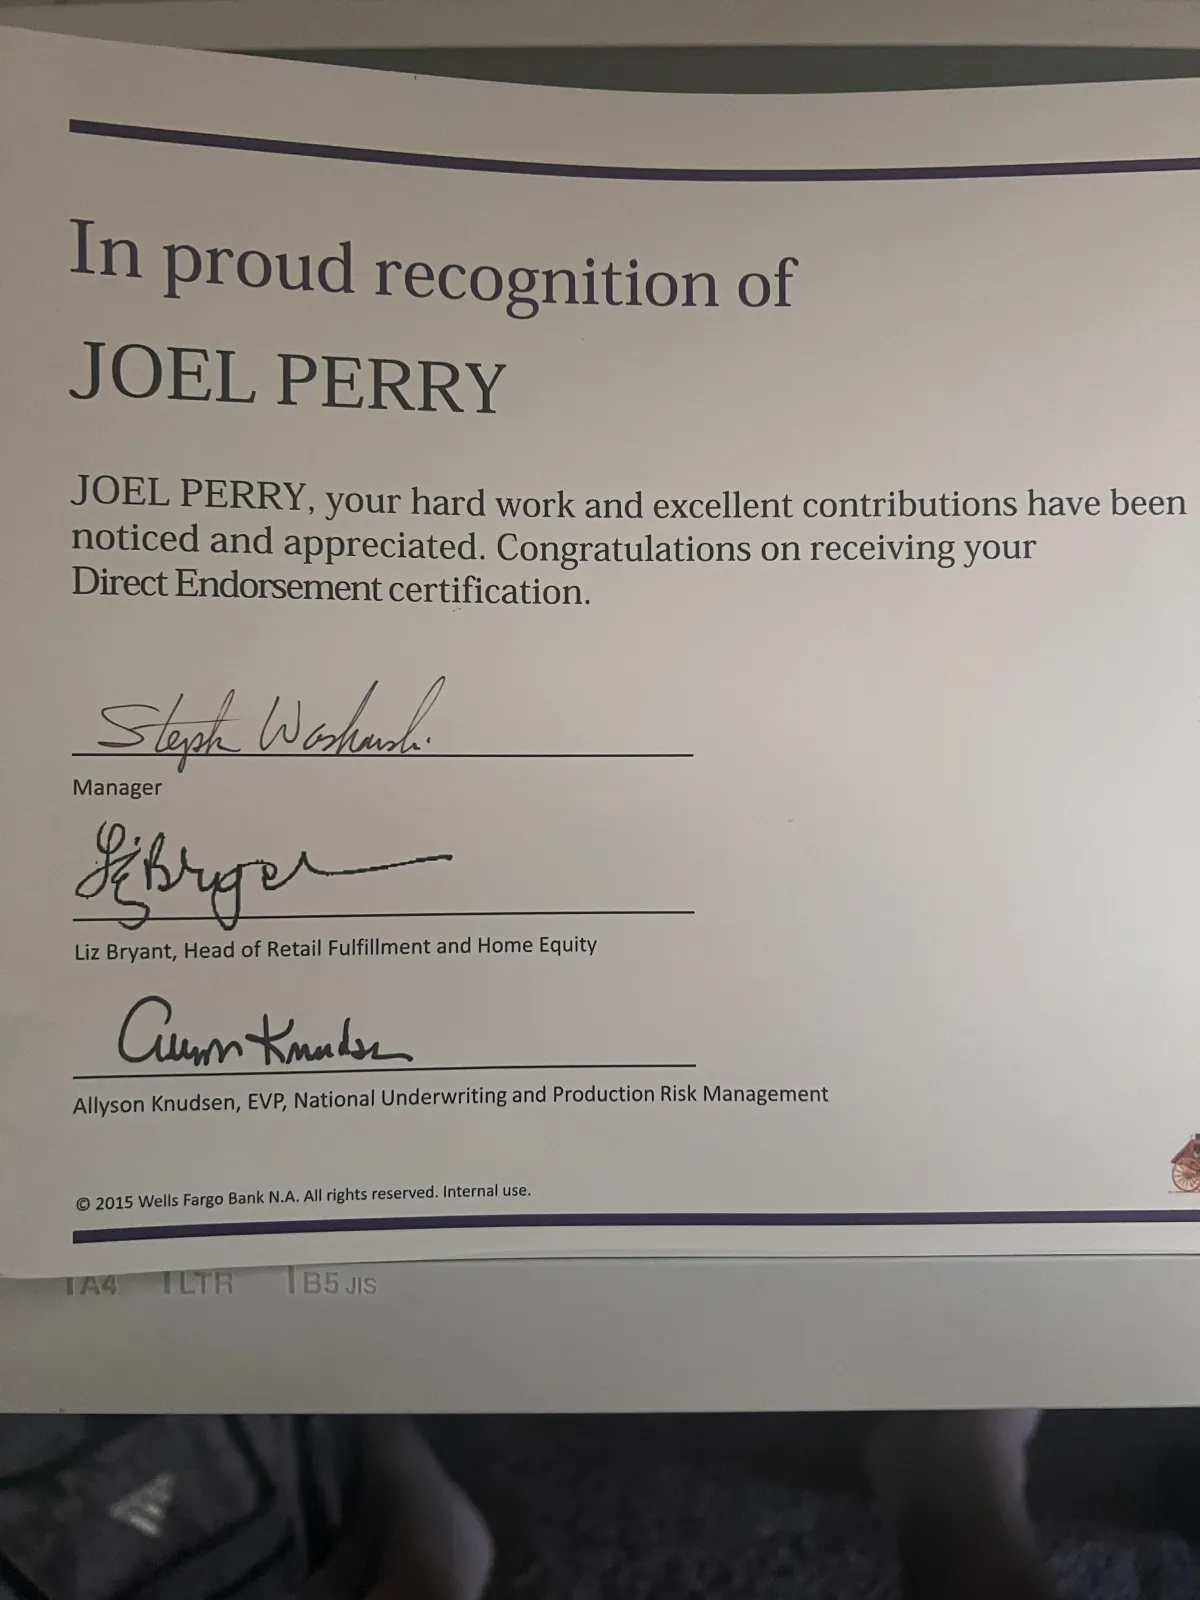 In proud recognition of
JOEL PERRY
JOEL PERRY, your hard work and excellent contributions have been
noticed and appreciated. Congratulations on receiving your
Direct Endorsement certification.
Steph
Manager
Liz Bryant, Head of Retail Fulfillment and Home Equity
Allyson Knudsen, EVP, National Underwriting and Production Risk Management
© 2015 Wells Fargo Bank N.A. All rights reserved. Internal use.
A4 LTR B5 JIS